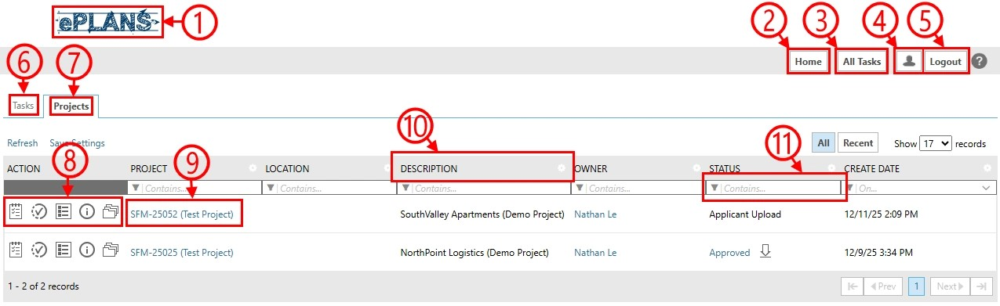 ePLANS
1
2
3
4
5
Home
All Tasks
Logout
?
6
7
Tasks
Projects
Refresh
Save Settings
8
9
10
11
All
Recent
Show 17 records
ACTION
PROJECT
LOCATION
DESCRIPTION
OWNER
STATUS
CREATE DATE
Contains...
Contains...
Contains...
Contains...
Contains...
On...
SFM-25052 (Test Project)
SouthValley Apartments (Demo Project)
Nathan Le
Applicant Upload
12/11/25 2:09 PM
SFM-25025 (Test Project)
NorthPoint Logistics (Demo Project)
Nathan Le
Approved
12/9/25 3:34 PM
1 - 2 of 2 records
Prev
1
Next